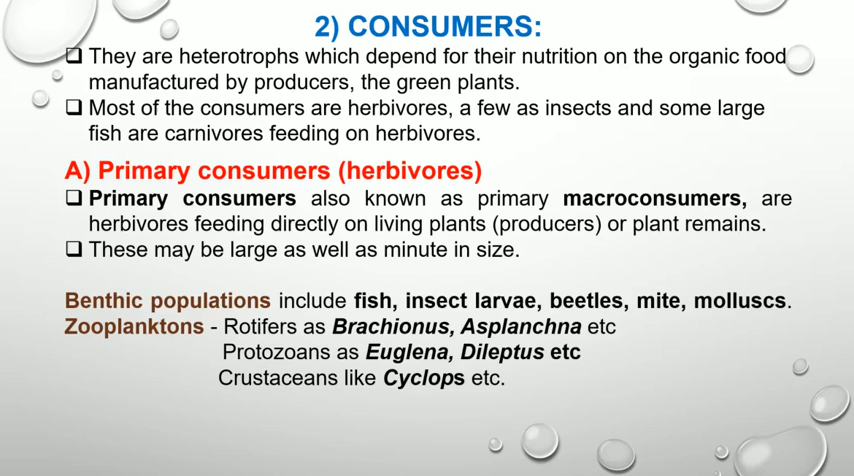 2) CONSUMERS:
❑ They are heterotrophs which depend for their nutrition on the organic food
manufactured by producers, the green plants.
❑ Most of the consumers are herbivores, a few as insects and some large
fish are carnivores feeding on herbivores.
A) Primary consumers (herbivores)
❑ Primary consumers also known as primary macroconsumers, are
herbivores feeding directly on living plants (producers) or plant remains.
❑ These may be large as well as minute in size.
Benthic populations include fish, insect larvae, beetles, mite, molluscs.
Zooplanktons - Rotifers as Brachionus, Asplanchna etc
Protozoans as Euglena, Dileptus etc
Crustaceans like Cyclops etc.